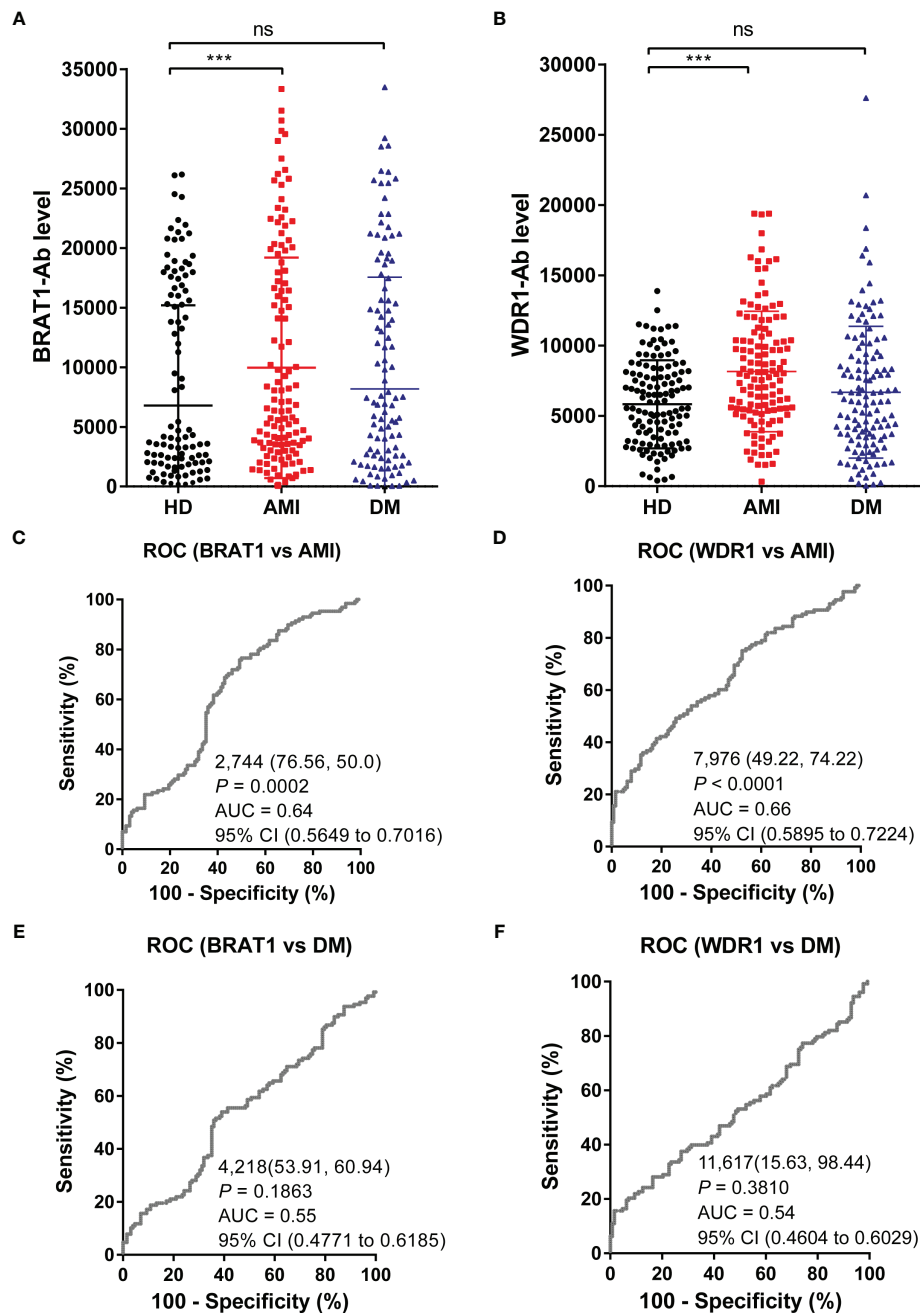 A
ns
***
BRAT1-Ab level
35000
30000
25000
20000
15000
10000
5000
0
HD AMI DM
B
ns
***
WDR1-Ab level
30000
25000
20000
15000
10000
5000
0
HD AMI DM
C
ROC (BRAT1 vs AMI)
Sensitivity (%)
100
80
60
40
20
0
2,744 (76.56, 50.0)
P = 0.0002
AUC = 0.64
95% CI (0.5649 to 0.7016)
0 20 40 60 80 100
100 - Specificity (%)
D
ROC (WDR1 vs AMI)
Sensitivity (%)
100
80
60
40
20
0
7,976 (49.22, 74.22)
P < 0.0001
AUC = 0.66
95% CI (0.5895 to 0.7224)
0 20 40 60 80 100
100 - Specificity (%)
E
ROC (BRAT1 vs DM)
Sensitivity (%)
100
80
60
40
20
0
4,218(53.91, 60.94)
P = 0.1863
AUC = 0.55
95% CI (0.4771 to 0.6185)
0 20 40 60 80 100
100 - Specificity (%)
F
ROC (WDR1 vs DM)
Sensitivity (%)
100
80
60
40
20
0
11,617(15.63, 98.44)
P = 0.3810
AUC = 0.54
95% CI (0.4604 to 0.6029)
0 20 40 60 80 100
100 - Specificity (%)